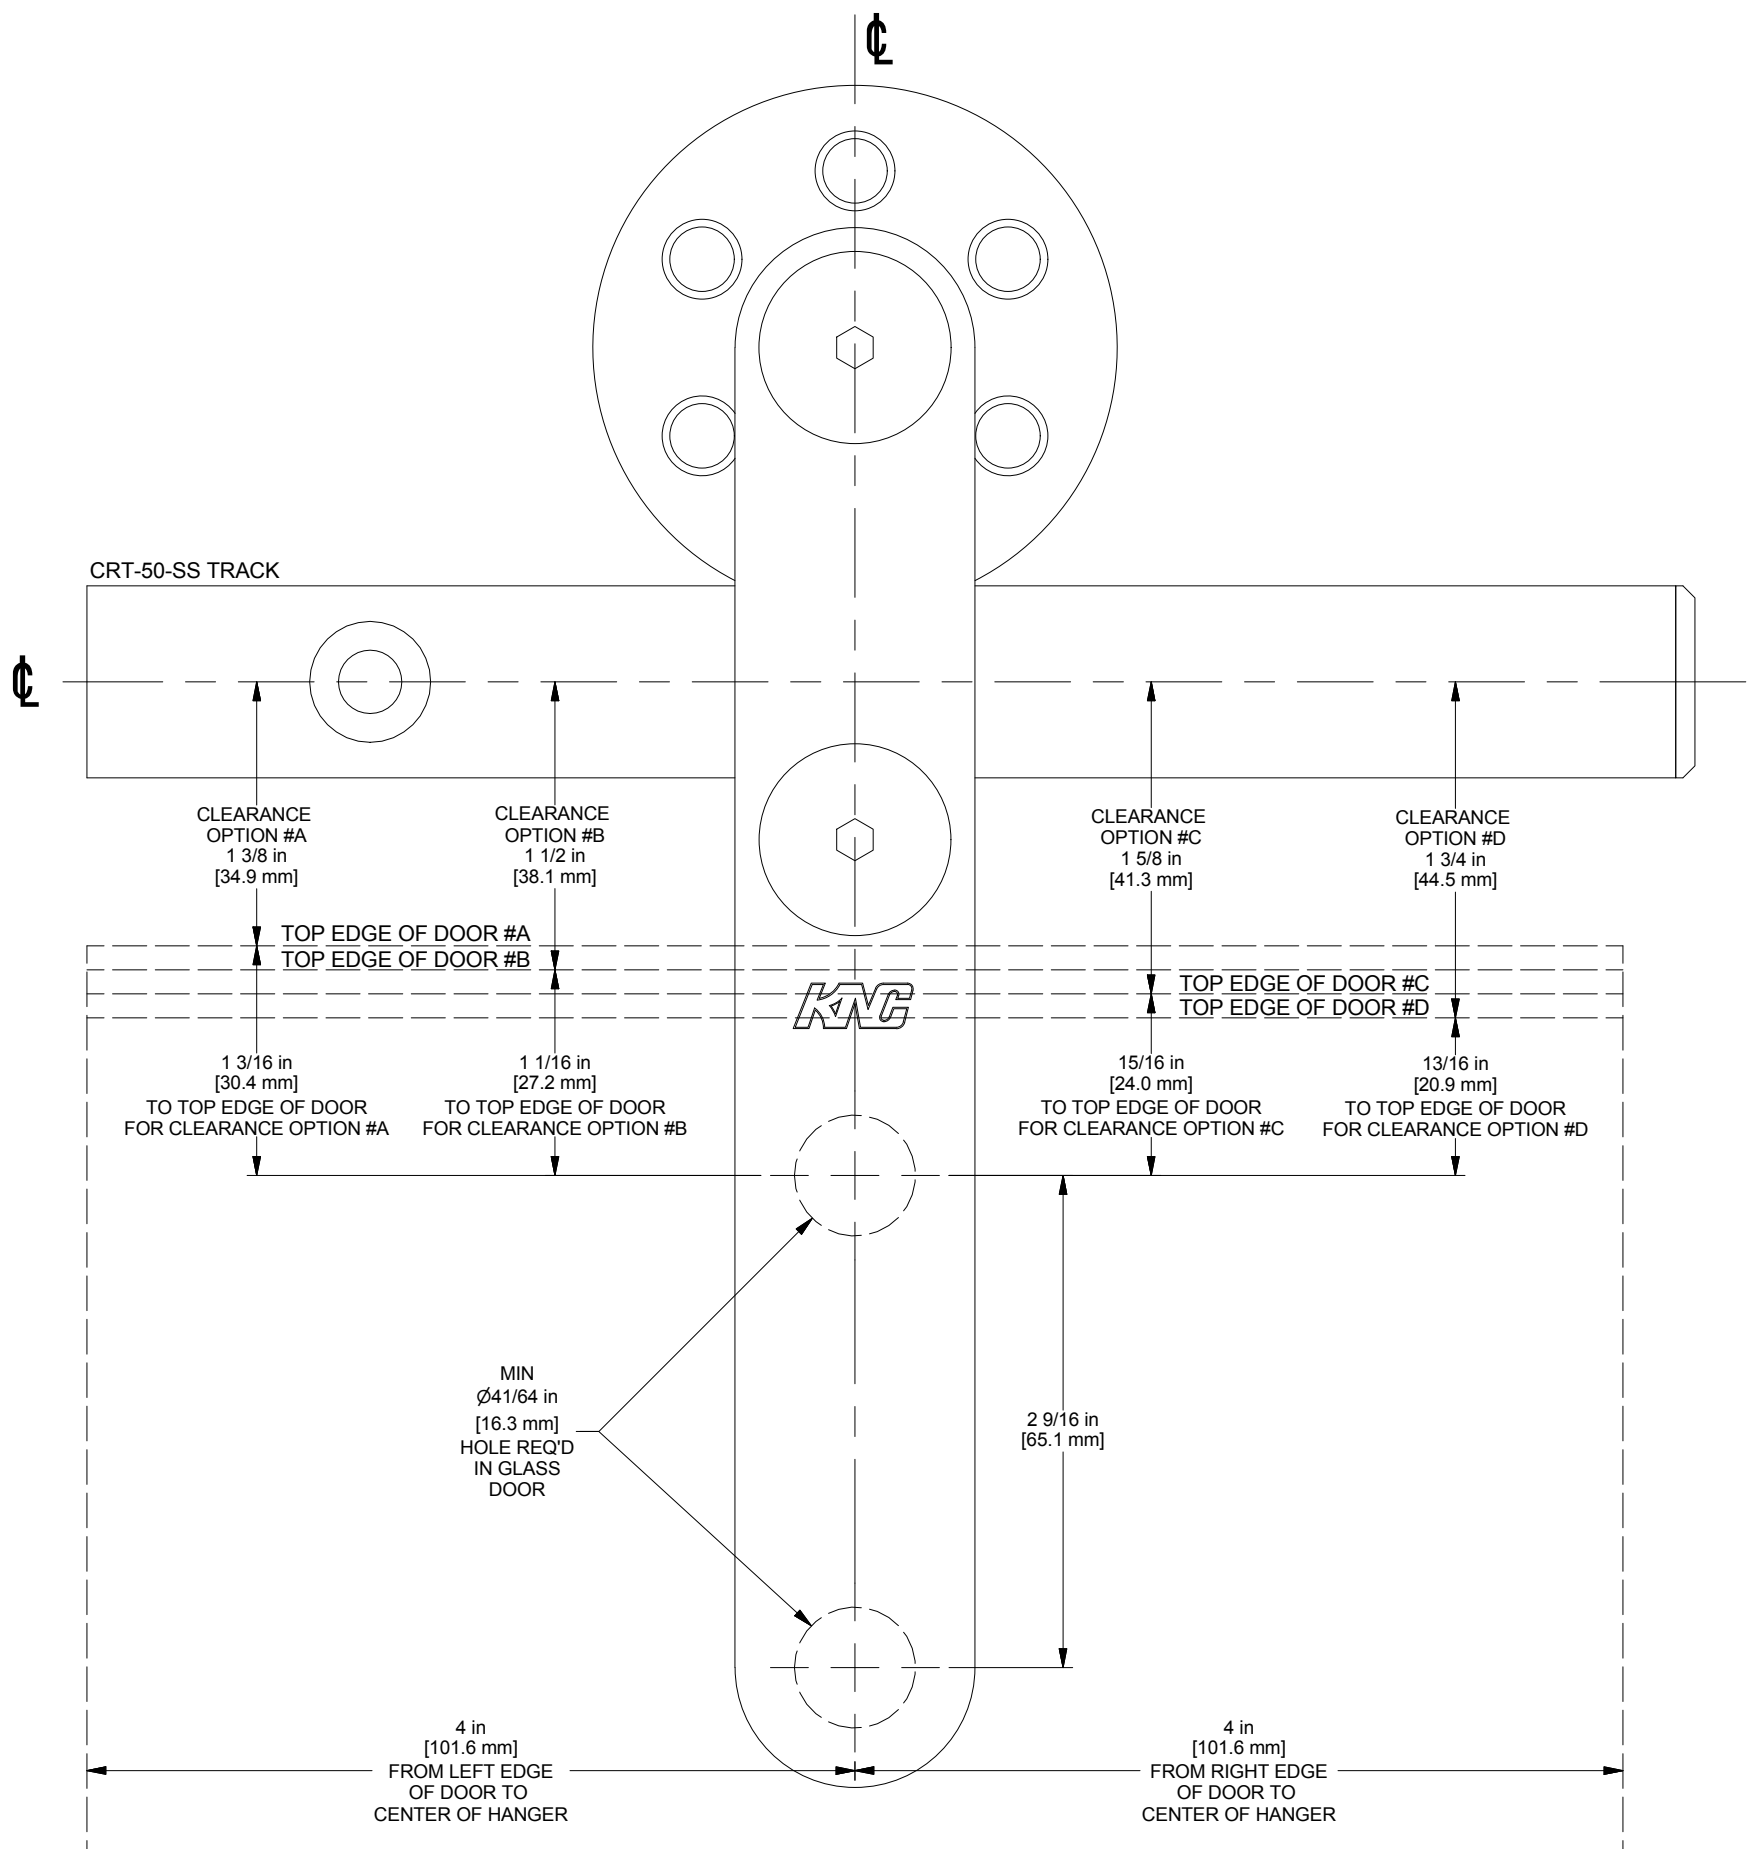 ℄
CRT-50-SS TRACK
℄
CLEARANCE
OPTION #A
1 3/8 in
[34.9 mm]
CLEARANCE
OPTION #B
1 1/2 in
[38.1 mm]
CLEARANCE
OPTION #C
1 5/8 in
[41.3 mm]
CLEARANCE
OPTION #D
1 3/4 in
[44.5 mm]
TOP EDGE OF DOOR #A
TOP EDGE OF DOOR #B
KNC
TOP EDGE OF DOOR #C
TOP EDGE OF DOOR #D
1 3/16 in
[30.4 mm]
TO TOP EDGE OF DOOR
FOR CLEARANCE OPTION #A
1 1/16 in
[27.2 mm]
TO TOP EDGE OF DOOR
FOR CLEARANCE OPTION #B
15/16 in
[24.0 mm]
TO TOP EDGE OF DOOR
FOR CLEARANCE OPTION #C
13/16 in
[20.9 mm]
TO TOP EDGE OF DOOR
FOR CLEARANCE OPTION #D
MIN
Ø41/64 in
[16.3 mm]
HOLE REQ'D
IN GLASS
DOOR
2 9/16 in
[65.1 mm]
4 in
[101.6 mm]
FROM LEFT EDGE
OF DOOR TO
CENTER OF HANGER
4 in
[101.6 mm]
FROM RIGHT EDGE
OF DOOR TO
CENTER OF HANGER